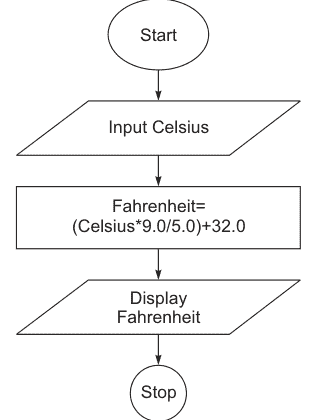 Start
Input Celsius
Fahrenheit=
(Celsius*9.0/5.0)+32.0
Display
Fahrenheit
Stop